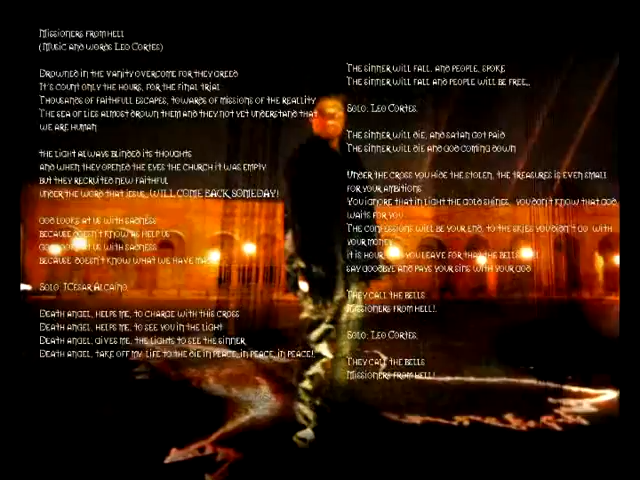 Missioners from hell
(Music and words Leo Cortes)
Drowned in the vanity overcome for they greed
It's count only the hours, for the final trial
Thousands of faithfull escapes, towards of missions of the reallity
The sea of lies almost drown them and they not yet understand that
we are human
the light always blinded its thoughts
and when they opened the eyes the church it was empty
but they recruited new faithful
under the word that jesus, WILL COME BACK SOMEDAY!
God looks at us with sadness
because doesn't know as help us
God looks at us with sadness
because doesn't know what we have
Solo: JCesar Alcaino
Death angel, helps me, to charge with this cross
Death angel, helps me, to see you in the light
Death angel, gives me, the lights to see the sinner
Death angel, take off my life to the die in peace, in peace, in peace!
The sinner will fall, and people, spoke
The sinner will fall and people will be free,,,
Solo: Leo Cortes.
The sinner will die, and satan got paid
The sinner will die and god coming down
Under the cross you hide the stolen, the treasures is even small
for your ambitions
You ignore that in light the gold shines, you don't know that god
waits for you
The confessions will be your end, to the skies you didn't go with
your money
it is hour, you leave for that the bells
say goodbye and pays your sins with your god
They call the bells
Missioners from hell!,
Solo: Leo Cortes.
They call the bells
Missioners from hell!